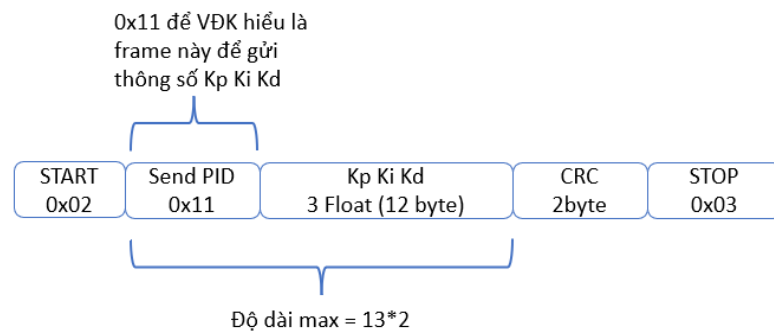 0x11 để VĐK hiểu là
frame này để gửi
thông số Kp Ki Kd
START
0x02
Send PID
0x11
Kp Ki Kd
3 Float (12 byte)
CRC
2byte
STOP
0x03
Độ dài max = 13*2